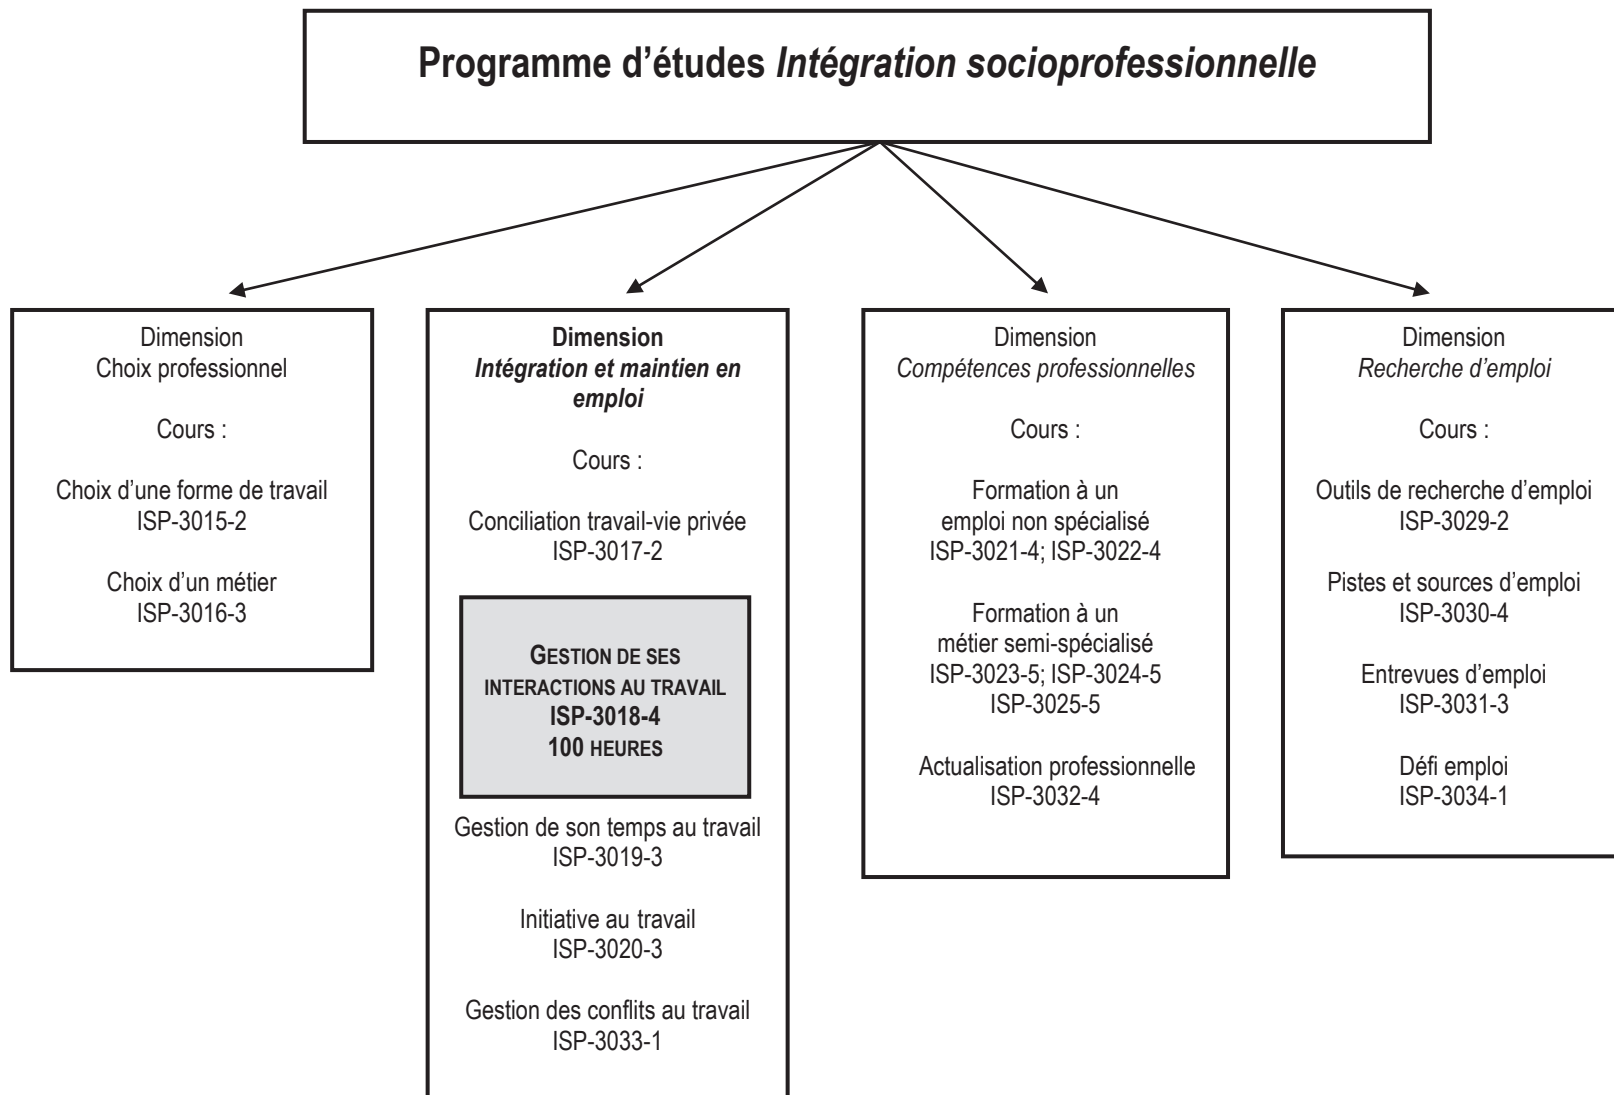 Programme d'études Intégration socioprofessionnelle
Dimension
Choix professionnel
Cours :
Choix d'une forme de travail
ISP-3015-2
Choix d'un métier
ISP-3016-3
Dimension
Intégration et maintien en
emploi
Cours :
Conciliation travail-vie privée
ISP-3017-2
GESTION DE SES
INTERACTIONS AU TRAVAIL
ISP-3018-4
100 HEURES
Gestion de son temps au travail
ISP-3019-3
Initiative au travail
ISP-3020-3
Gestion des conflits au travail
ISP-3033-1
Dimension
Compétences professionnelles
Cours :
Formation à un
emploi non spécialisé
ISP-3021-4; ISP-3022-4
Formation à un
métier semi-spécialisé
ISP-3023-5; ISP-3024-5
ISP-3025-5
Actualisation professionnelle
ISP-3032-4
Dimension
Recherche d'emploi
Cours :
Outils de recherche d'emploi
ISP-3029-2
Pistes et sources d'emploi
ISP-3030-4
Entrevues d'emploi
ISP-3031-3
Défi emploi
ISP-3034-1